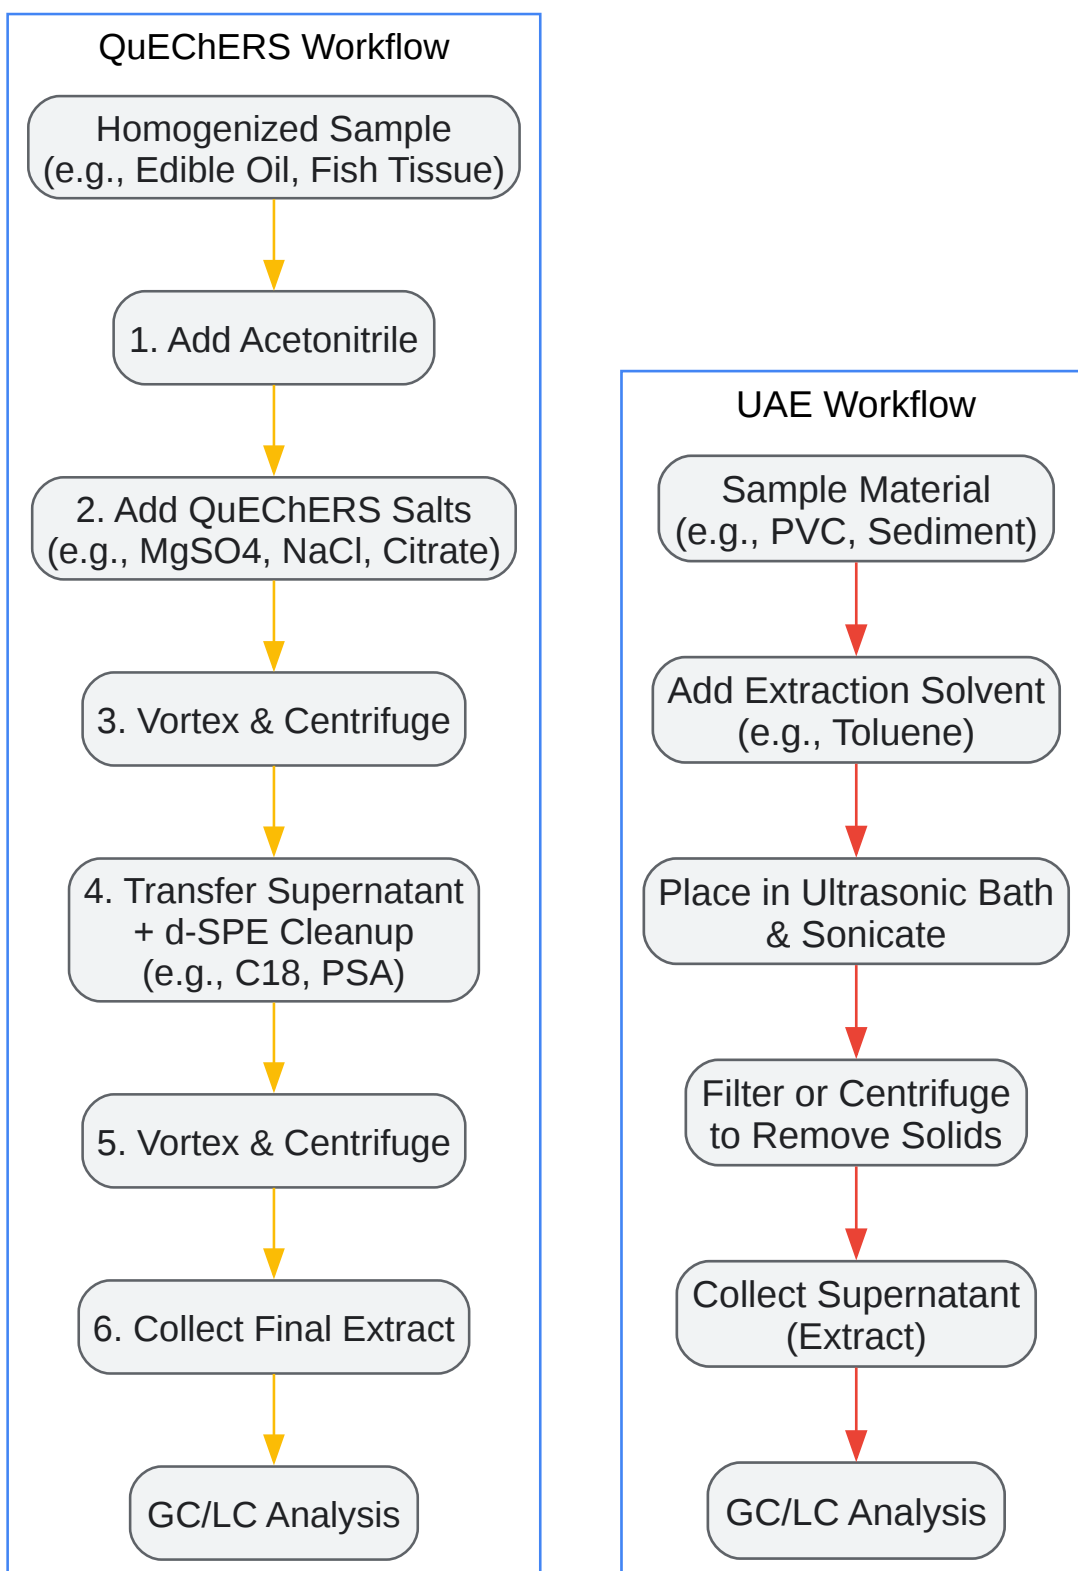 QuEChERS Workflow
Homogenized Sample
(e.g., Edible Oil, Fish Tissue)
1. Add Acetonitrile
2. Add QuEChERS Salts
(e.g., MgSO4, NaCl, Citrate)
3. Vortex & Centrifuge
4. Transfer Supernatant
+ d-SPE Cleanup
(e.g., C18, PSA)
5. Vortex & Centrifuge
6. Collect Final Extract
GC/LC Analysis
UAE Workflow
Sample Material
(e.g., PVC, Sediment)
Add Extraction Solvent
(e.g., Toluene)
Place in Ultrasonic Bath
& Sonicate
Filter or Centrifuge
to Remove Solids
Collect Supernatant
(Extract)
GC/LC Analysis